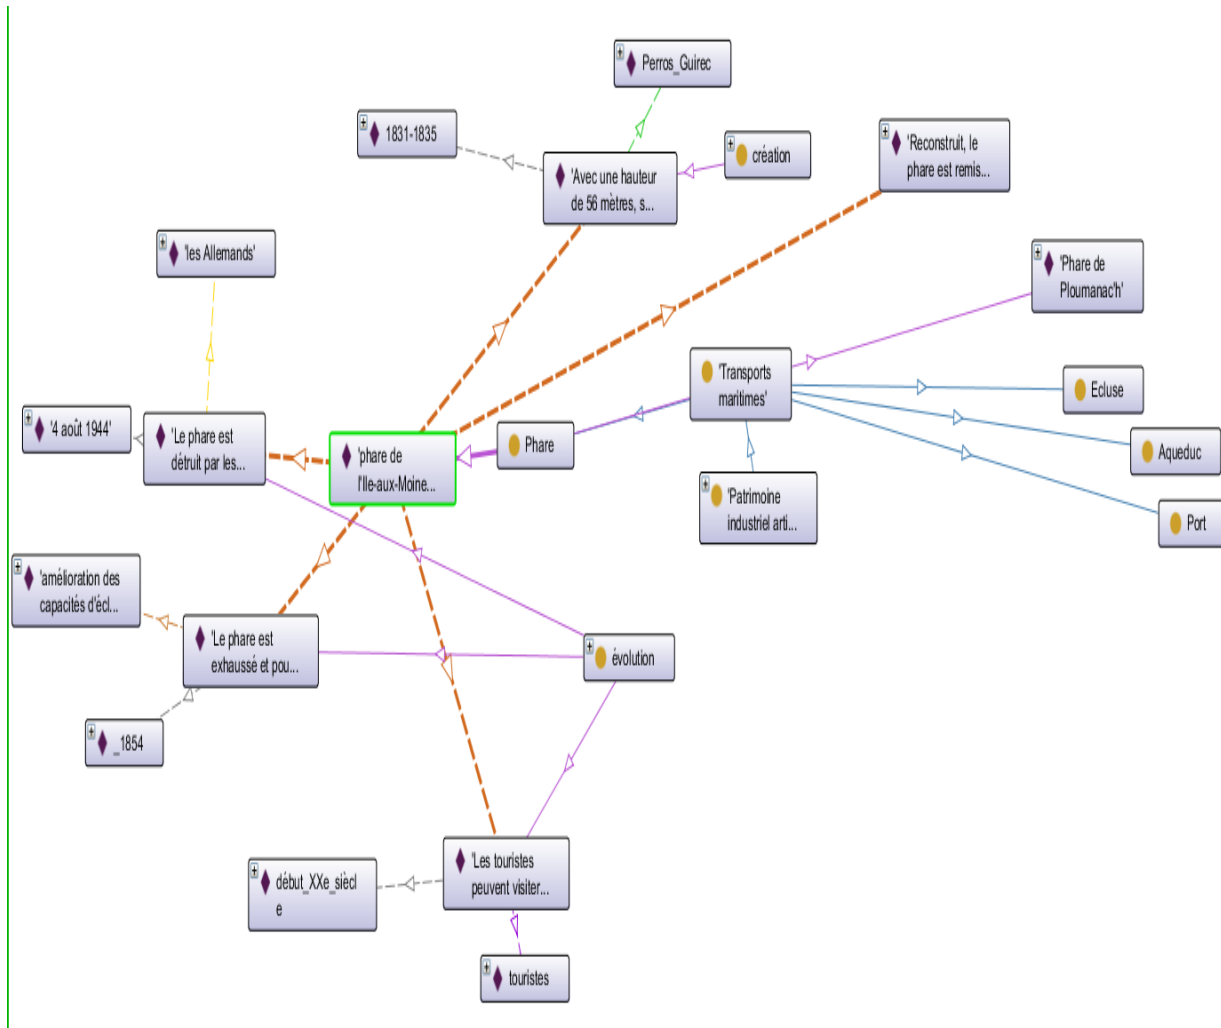 Perros_Guirec
1831-1835
création
'Avec une hauteur
de 56 mètres, s...
'Reconstruit, le
phare est remis...
'les Allemands'
'Phare de
Ploumanac'h'
'Transports
maritimes'
Ecluse
'4 août 1944'
'Le phare est
détruit par les...
'phare de
l'Ile-aux-Moine...
Phare
Aqueduc
'Patrimoine
industriel arti...
Port
'amélioration des
capacités d'écl...
'Le phare est
exhaussé et pou...
évolution
_1854
'Les touristes
peuvent visiter...
début_XXe_siècl
e
touristes